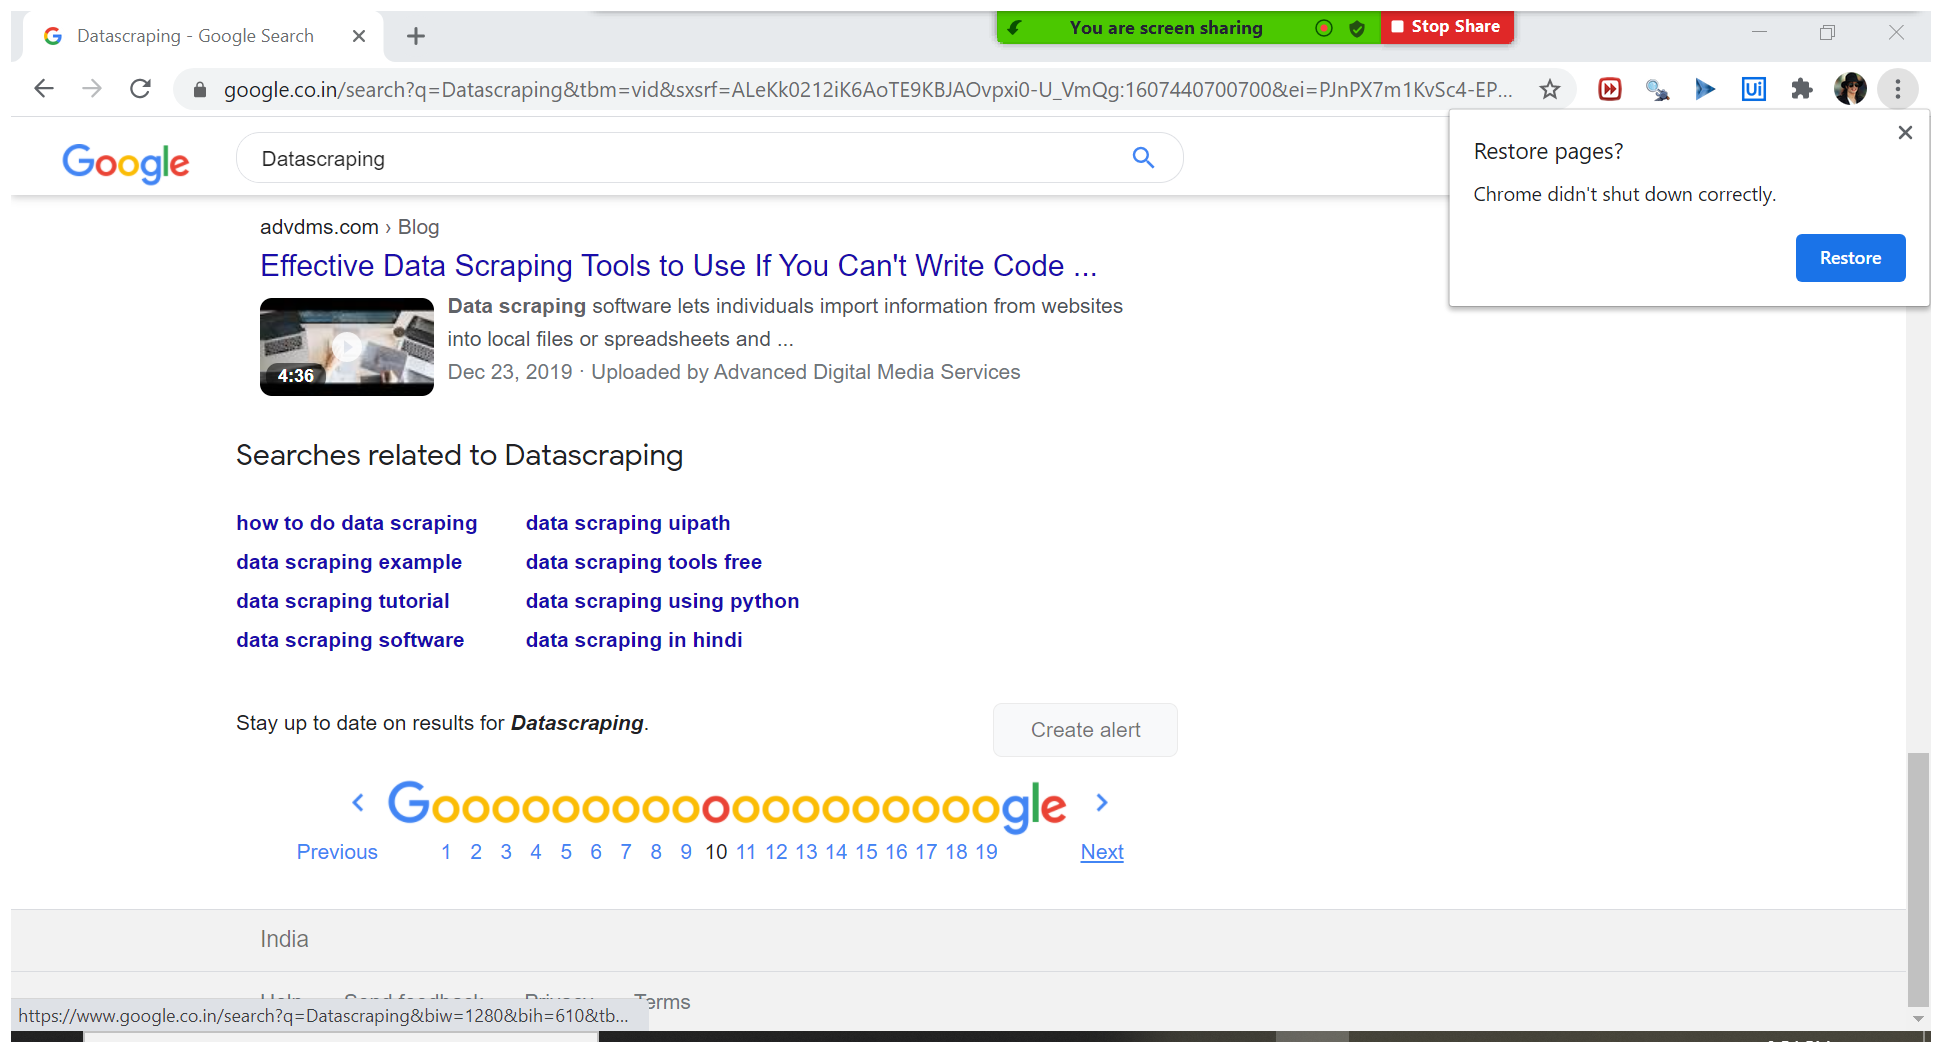 Datascraping - Google Search
You are screen sharing
Stop Share
google.co.in/search?q=Datascraping&tbm=vid&sxsrf=ALeKk0212iK6AoTE9KBJAOvpxi0-U_VmQg:1607440700700&ei=PJnPX7m1KvSc4-EP...
Ui
Google
Datascraping
Restore pages?
Chrome didn't shut down correctly.
Restore
advdms.com › Blog
Effective Data Scraping Tools to Use If You Can't Write Code ...
Data scraping software lets individuals import information from websites
into local files or spreadsheets and ...
Dec 23, 2019 · Uploaded by Advanced Digital Media Services
4:36
Searches related to Datascraping
how to do data scraping
data scraping uipath
data scraping example
data scraping tools free
data scraping tutorial
data scraping using python
data scraping software
data scraping in hindi
Stay up to date on results for Datascraping.
Create alert
Gooooooooooooooooooogle
Previous 1 2 3 4 5 6 7 8 9 10 11 12 13 14 15 16 17 18 19 Next
India
Help Send feedback Privacy Terms
https://www.google.co.in/search?q=Datascraping&biw=1280&bih=610&tb...